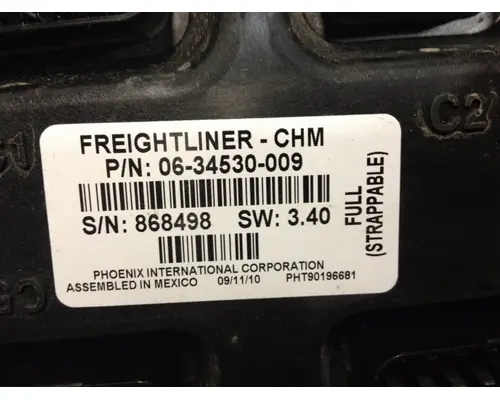 FREIGHTLINER - CHM
P/N: 06-34530-009
S/N: 868498 SW: 3.40
PHOENIX INTERNATIONAL CORPORATION
ASSEMBLED IN MEXICO 09/11/10 PHT90196681
FULL
(STRAPPABLE)
C2